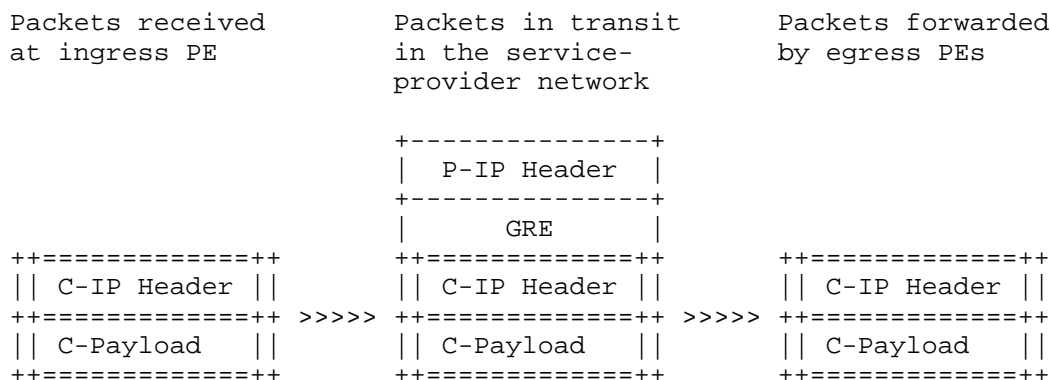 Packets received        Packets in transit      Packets forwarded
at ingress PE           in the service-         by egress PEs
                        provider network

                        +---------------+
                        |  P-IP Header  |
                        +---------------+
                        |      GRE      |
++=============++       ++=============++       ++=============++
|| C-IP Header ||       || C-IP Header ||       || C-IP Header ||
++=============++ >>>>> ++=============++ >>>>> ++=============++
|| C-Payload   ||       || C-Payload   ||       || C-Payload   ||
++=============++       ++=============++       ++=============++